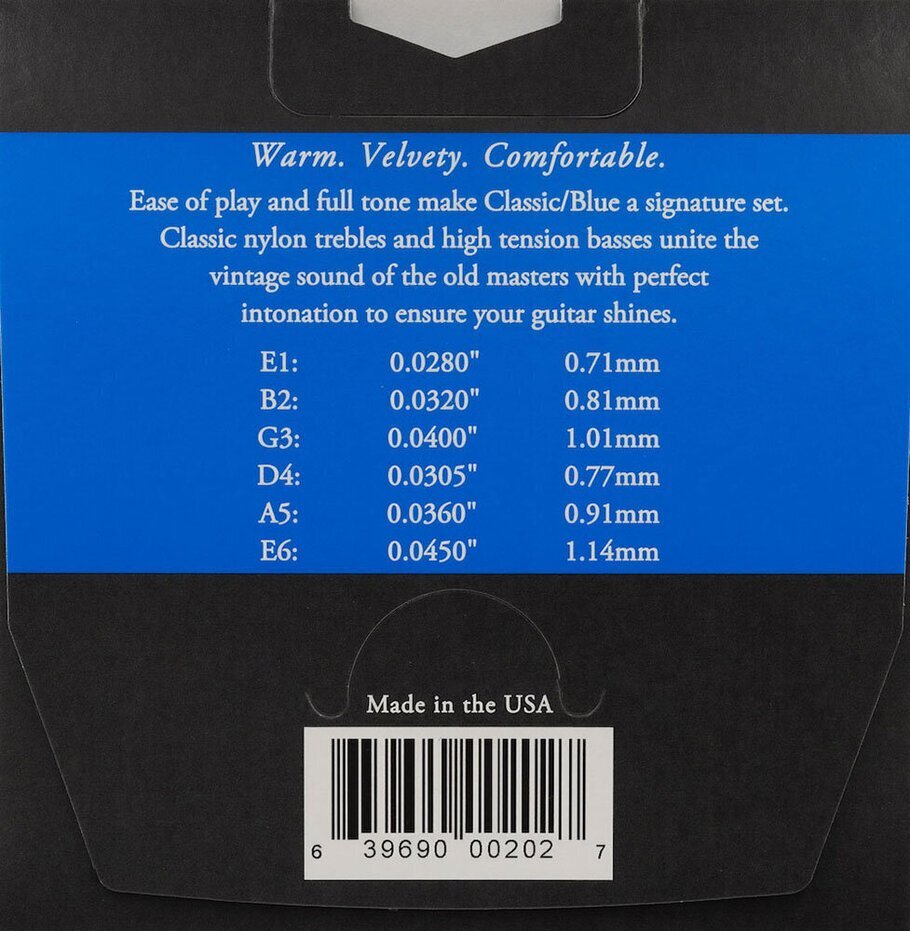 Warm. Velvety. Comfortable.
Ease of play and full tone make Classic/Blue a signature set.
Classic nylon trebles and high tension basses unite the
vintage sound of the old masters with perfect
intonation to ensure your guitar shines.
E1: 0.0280" 0.71mm
B2: 0.0320" 0.81mm
G3: 0.0400" 1.01mm
D4: 0.0305" 0.77mm
A5: 0.0360" 0.91mm
E6: 0.0450" 1.14mm
Made in the USA
6 39690 00202 7